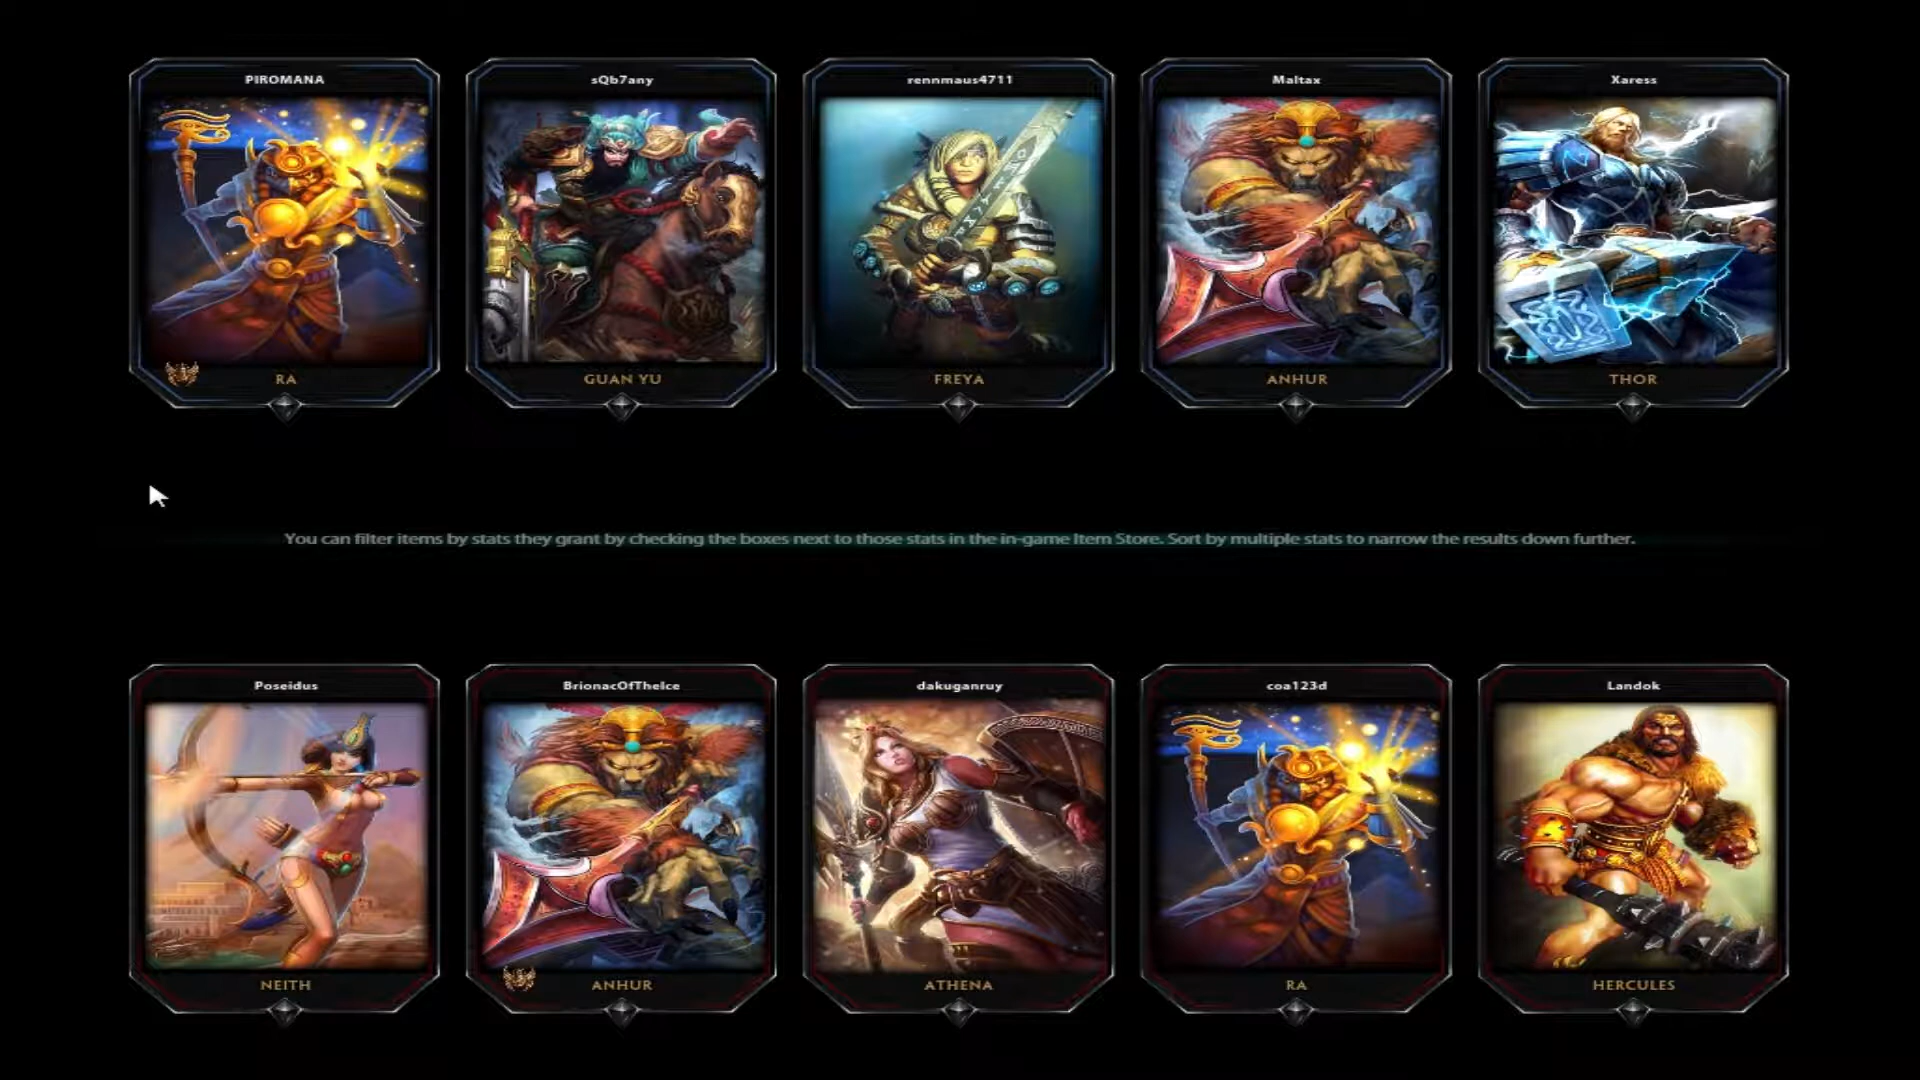 PIROMANA
sQb7any
rennmaus4711
Maltax
Xaress
RA
GUAN YU
FREYA
ANHUR
THOR
You can filter items by stats they grant by checking the boxes next to those stats in the in-game Item Store. Sort by multiple stats to narrow the results down further.
Poseidus
BrionacOfTheIce
dakuganruy
coa123d
Landok
NEITH
ANHUR
ATHENA
RA
HERCULES